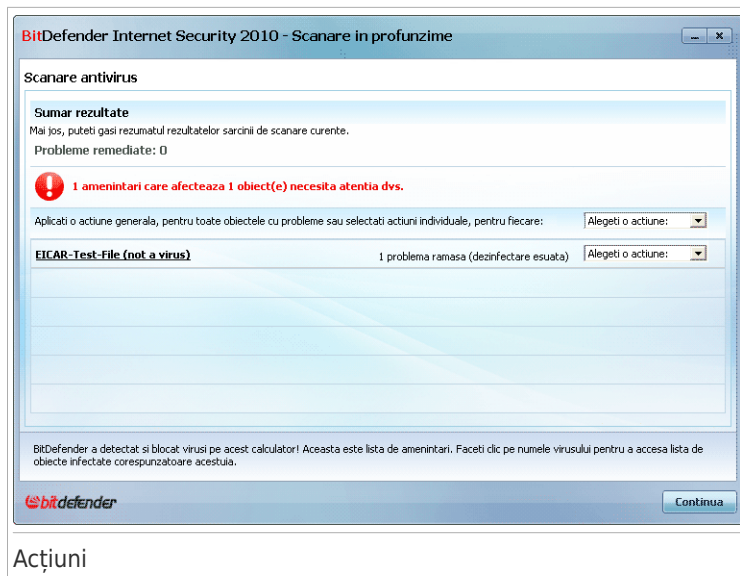 BitDefender Internet Security 2010 - Scanare in profunzime
Scanare antivirus
Sumar rezultate
Mai jos, puteti gasi rezumatul rezultatelor sarcinii de scanare curente.
Probleme remediate: 0
1 amenintari care afecteaza 1 obiect(e) necesita atentia dvs.
Aplicati o actiune generala, pentru toate obiectele cu probleme sau selectati actiuni individuale, pentru fiecare: Alegeti o actiune:
EICAR-Test-File (not a virus) 1 problema ramasa (dezinfectare esuata) Alegeti o actiune:
BitDefender a detectat si blocat virusi pe acest calculator! Aceasta este lista de amenintari. Faceti clic pe numele virusului pentru a accesa lista de
obiecte infectate corespunzatoare acestuia.
bitdefender Continua
Acțiuni